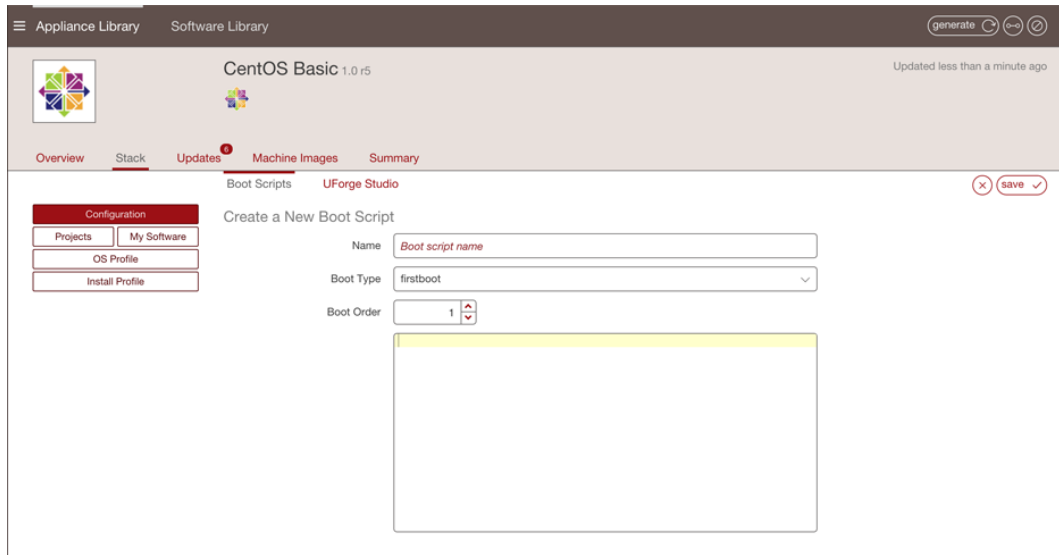 Appliance Library Software Library generate
CentOS Basic 1.0 r5 Updated less than a minute ago
Overview Stack Updates 6 Machine Images Summary
Boot Scripts UForge Studio save
Configuration
Projects My Software
OS Profile
Install Profile
Create a New Boot Script
Name Boot script name
Boot Type firstboot
Boot Order 1